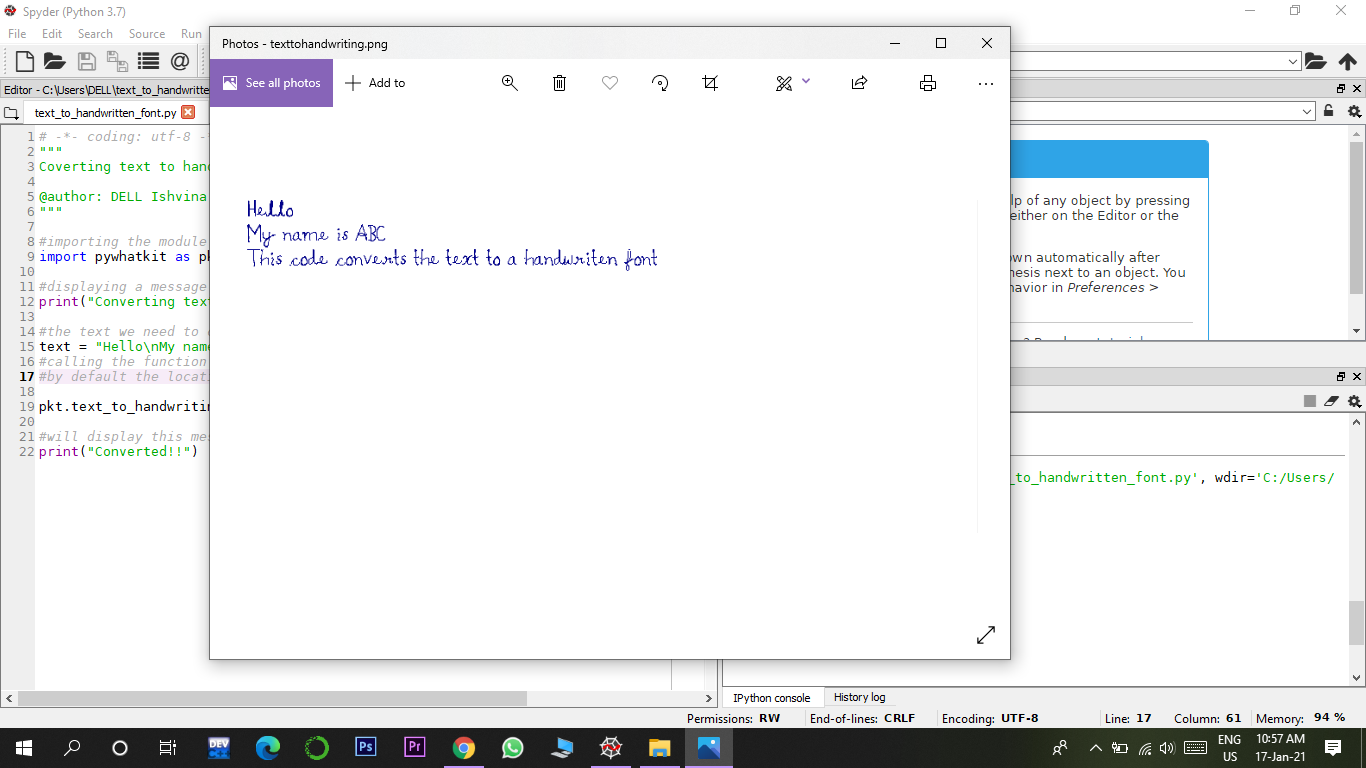 Spyder (Python 3.7)
File Edit Search Source Run
Photos - texttohandwriting.png
See all photos
Add to
Editor - C:\Users\DELL\text_to_handwritte
text_to_handwritten_font.py
1 # -*- coding: utf-8 -*
2 """
3 Coverting text to hand
4
5 @author: DELL Ishvina
6 """
7
8 #importing the module
9 import pywhatkit as pk
10
11 #displaying a message
12 print("Converting text
13
14 #the text we need to c
15 text = "Hello\nMy name
16 #calling the function
17 #by default the locati
18
19 pkt.text_to_handwritin
20
21 #will display this mes
22 print("Converted!!")
Hello
My name is ABC
This code converts the text to a handwriten font
lp of any object by pressing
either on the Editor or the
wn automatically after
hesis next to an object. You
havior in Preferences >
_to_handwritten_font.py', wdir='C:/Users/
IPython console History log
Permissions: RW End-of-lines: CRLF Encoding: UTF-8 Line: 17 Column: 61 Memory: 94 %
DEV
Ps
Pr
ENG
US
10:57 AM
17-Jan-21